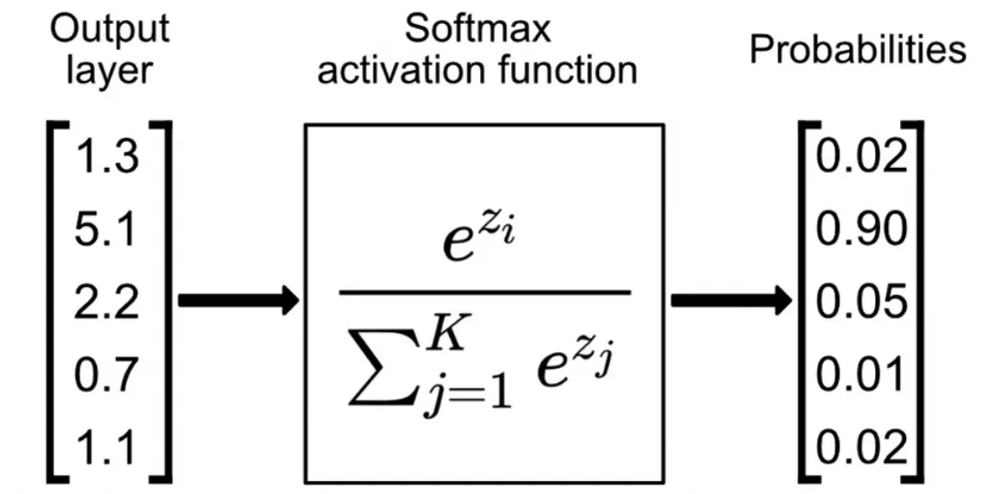 Output
layer
Softmax
activation function
Probabilities
1.3
5.1
2.2
0.7
1.1
e^{z_i}
∑_{j=1}^{K} e^{z_j}
0.02
0.90
0.05
0.01
0.02